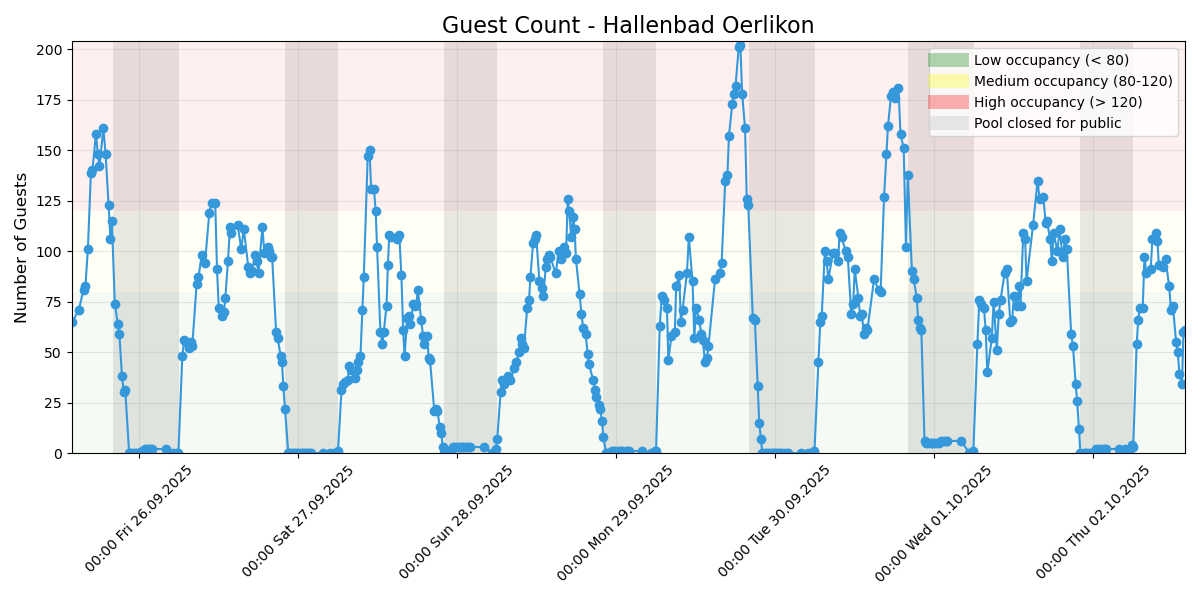 Guest Count - Hallenbad Oerlikon
Number of Guests
200
175
150
125
100
75
50
25
0
Low occupancy (< 80)
Medium occupancy (80-120)
High occupancy (> 120)
Pool closed for public
00:00 Fri 26.09.2025
00:00 Sat 27.09.2025
00:00 Sun 28.09.2025
00:00 Mon 29.09.2025
00:00 Tue 30.09.2025
00:00 Wed 01.10.2025
00:00 Thu 02.10.2025